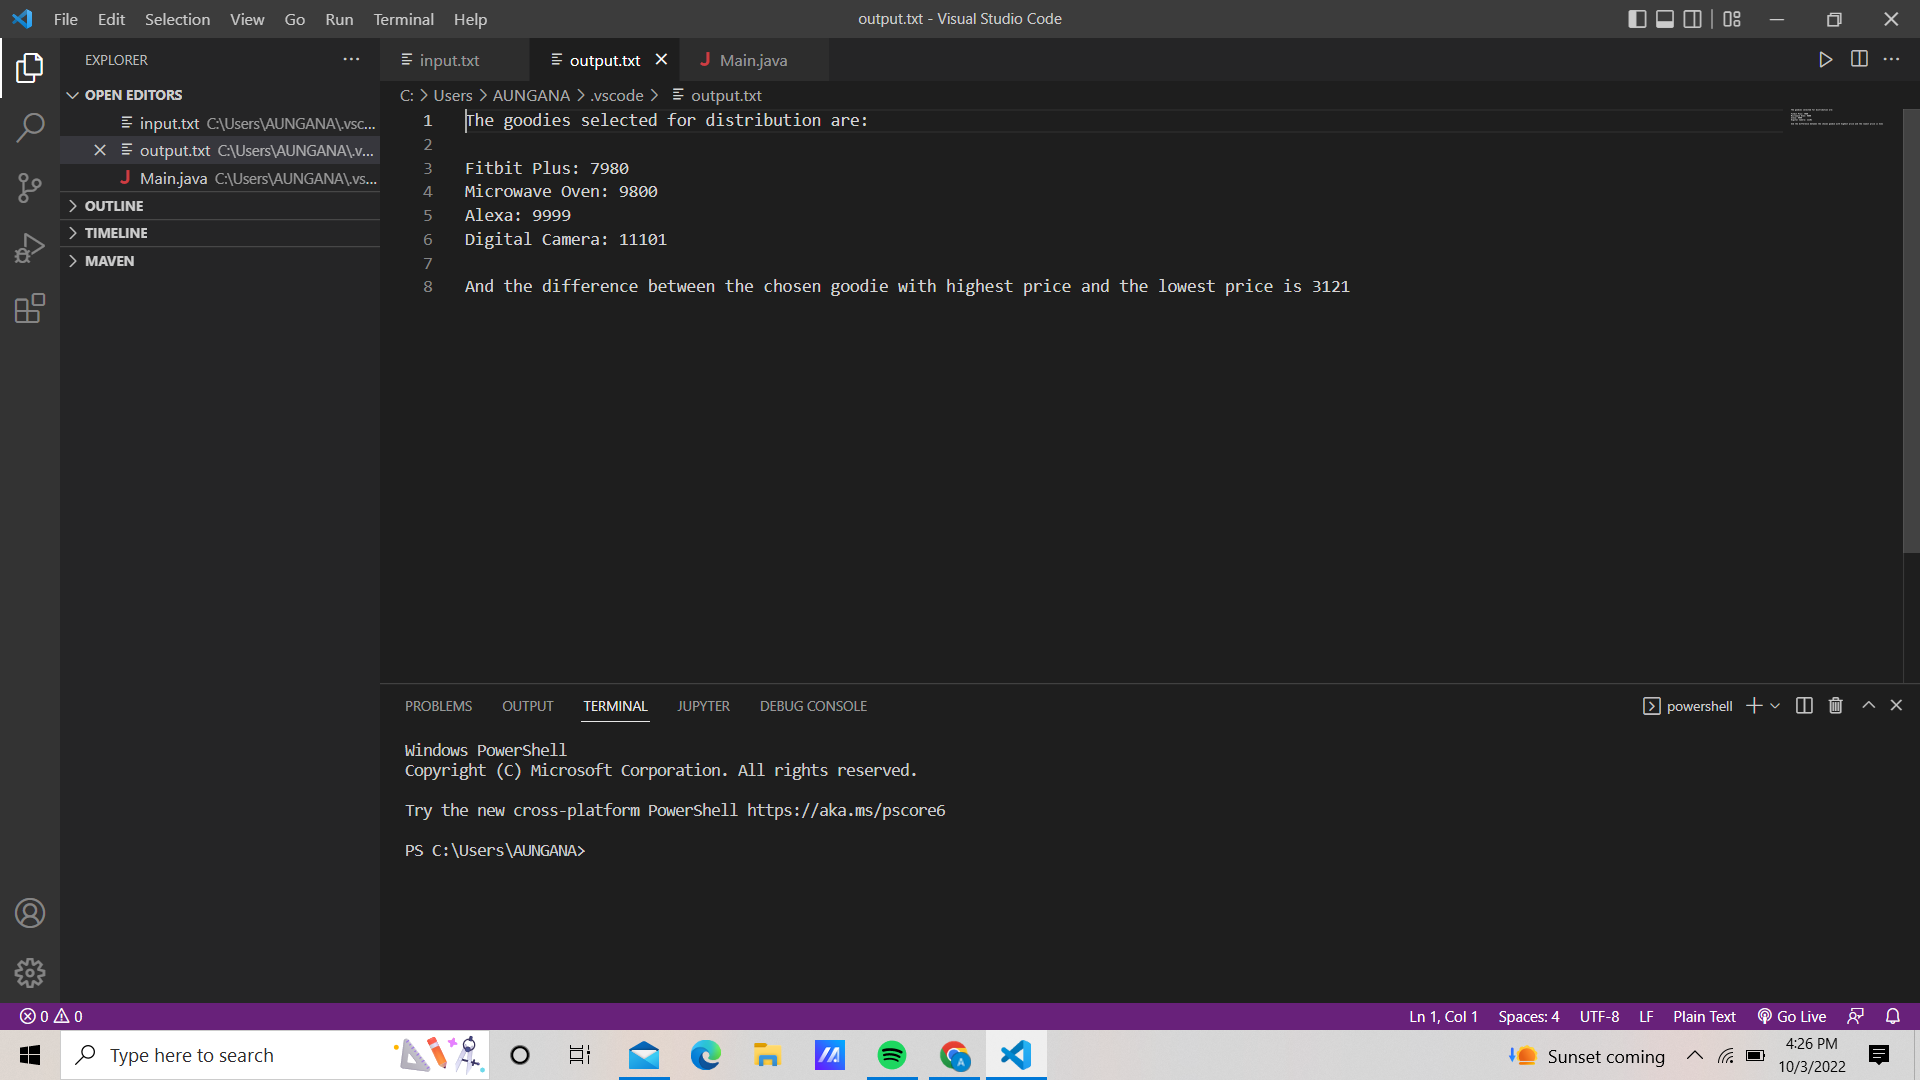 File Edit Selection View Go Run Terminal Help
output.txt - Visual Studio Code
EXPLORER
OPEN EDITORS
input.txt C:\Users\AUNGANA\.vsc...
output.txt C:\Users\AUNGANA\.v...
Main.java C:\Users\AUNGANA\.vs...
OUTLINE
TIMELINE
MAVEN
input.txt output.txt Main.java
C: > Users > AUNGANA > .vscode > output.txt
1 The goodies selected for distribution are:
2
3 Fitbit Plus: 7980
4 Microwave Oven: 9800
5 Alexa: 9999
6 Digital Camera: 11101
7
8 And the difference between the chosen goodie with highest price and the lowest price is 3121
PROBLEMS OUTPUT TERMINAL JUPYTER DEBUG CONSOLE
powershell
Windows PowerShell
Copyright (C) Microsoft Corporation. All rights reserved.
Try the new cross-platform PowerShell https://aka.ms/pscore6
PS C:\Users\AUNGANA>
0 0
Ln 1, Col 1 Spaces: 4 UTF-8 LF Plain Text Go Live
Type here to search
Sunset coming
4:26 PM
10/3/2022